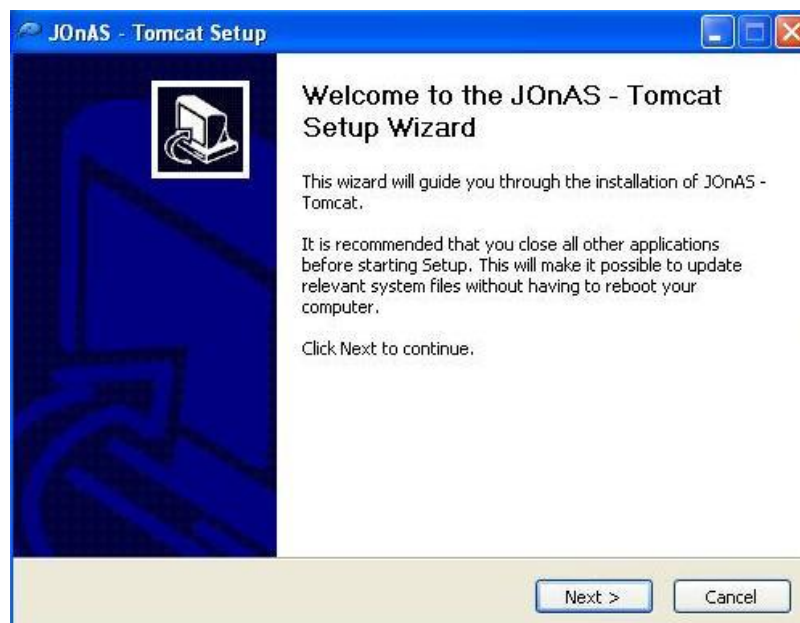 JOnAS - Tomcat Setup
Welcome to the JOnAS - Tomcat
Setup Wizard
This wizard will guide you through the installation of JOnAS -
Tomcat.
It is recommended that you close all other applications
before starting Setup. This will make it possible to update
relevant system files without having to reboot your
computer.
Click Next to continue.
Next >
Cancel